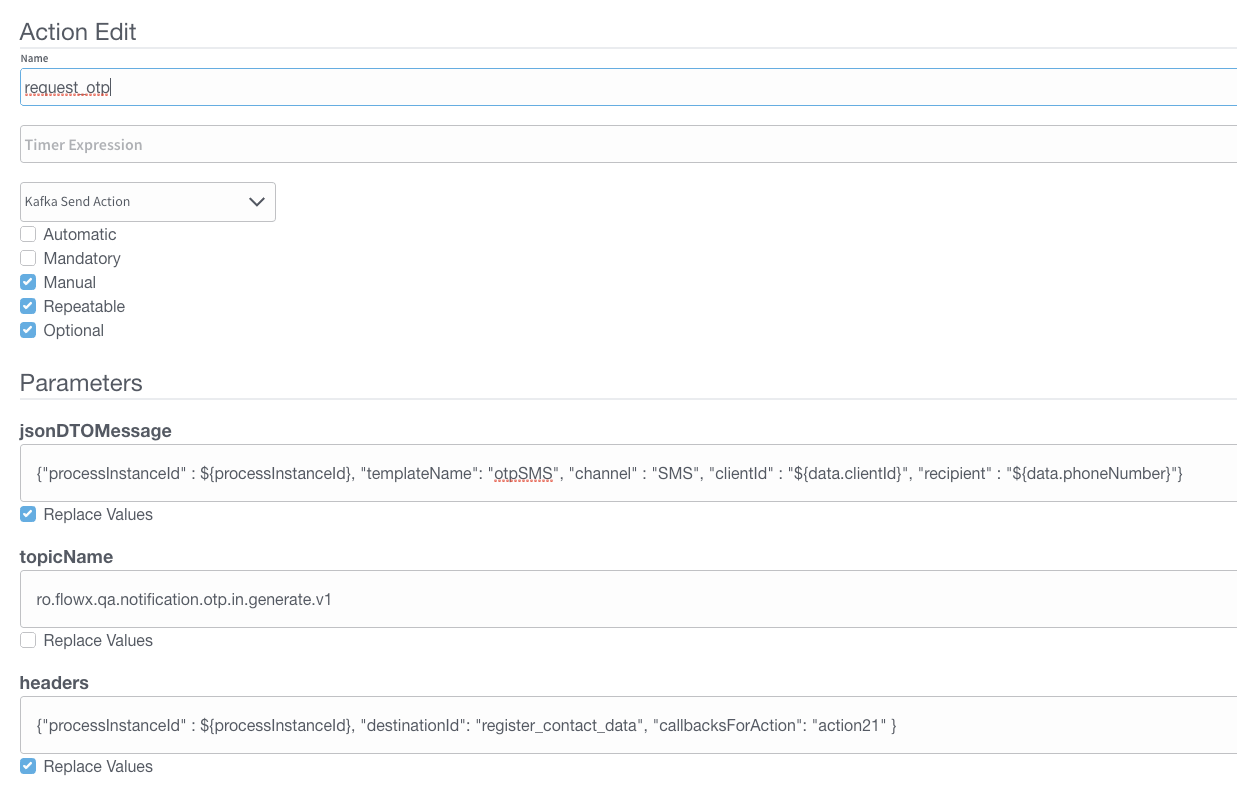 Action Edit
Name
request_otp
Timer Expression
Kafka Send Action
Automatic
Mandatory
Manual
Repeatable
Optional
Parameters
jsonDTOMessage
{"processInstanceId" : ${processInstanceId}, "templateName": "otpSMS", "channel" : "SMS", "clientId" : "${data.clientId}", "recipient" : "${data.phoneNumber}"}
Replace Values
topicName
ro.flowx.qa.notification.otp.in.generate.v1
Replace Values
headers
{"processInstanceId" : ${processInstanceId}, "destinationId": "register_contact_data", "callbacksForAction": "action21" }
Replace Values